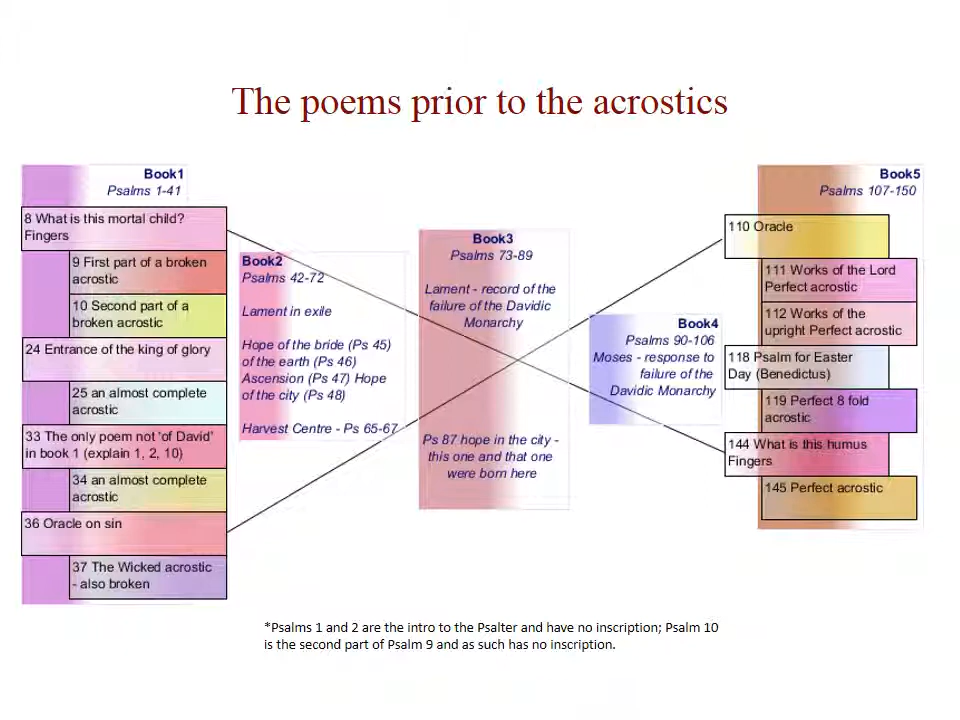 The poems prior to the acrostics
Book1
Psalms 1-41
8 What is this mortal child?
Fingers
9 First part of a broken
acrostic
10 Second part of a
broken acrostic
24 Entrance of the king of glory
25 an almost complete
acrostic
33 The only poem not 'of David'
in book 1 (explain 1, 2, 10)
34 an almost complete
acrostic
36 Oracle on sin
37 The Wicked acrostic
- also broken
Book2
Psalms 42-72
Lament in exile
Hope of the bride (Ps 45)
of the earth (Ps 46)
Ascension (Ps 47) Hope
of the city (Ps 48)
Harvest Centre - Ps 65-67
Book3
Psalms 73-89
Lament - record of the
failure of the Davidic
Monarchy
Ps 87 hope in the city -
this one and that one
were born here
Book4
Psalms 90-106
Moses - response to
failure of the
Davidic Monarchy
Book5
Psalms 107-150
110 Oracle
111 Works of the Lord
Perfect acrostic
112 Works of the
upright Perfect acrostic
118 Psalm for Easter
Day (Benedictus)
119 Perfect 8 fold
acrostic
144 What is this humus
Fingers
145 Perfect acrostic
*Psalms 1 and 2 are the intro to the Psalter and have no inscription; Psalm 10
is the second part of Psalm 9 and as such has no inscription.